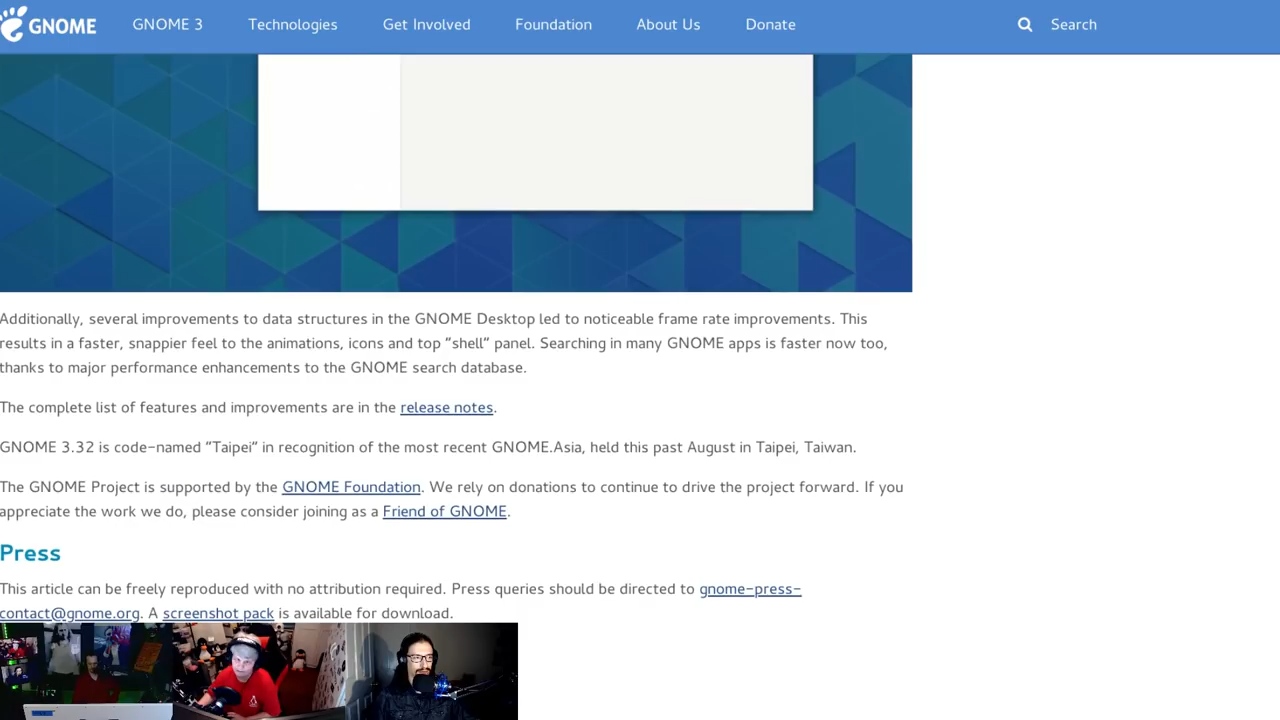 GNOME GNOME 3 Technologies Get Involved Foundation About Us Donate Search
Additionally, several improvements to data structures in the GNOME Desktop led to noticeable frame rate improvements. This
results in a faster, snappier feel to the animations, icons and top “shell” panel. Searching in many GNOME apps is faster now too,
thanks to major performance enhancements to the GNOME search database.
The complete list of features and improvements are in the release notes.
GNOME 3.32 is code-named “Taipei” in recognition of the most recent GNOME.Asia, held this past August in Taipei, Taiwan.
The GNOME Project is supported by the GNOME Foundation. We rely on donations to continue to drive the project forward. If you
appreciate the work we do, please consider joining as a Friend of GNOME.
Press
This article can be freely reproduced with no attribution required. Press queries should be directed to gnome-press-
contact@gnome.org. A screenshot pack is available for download.